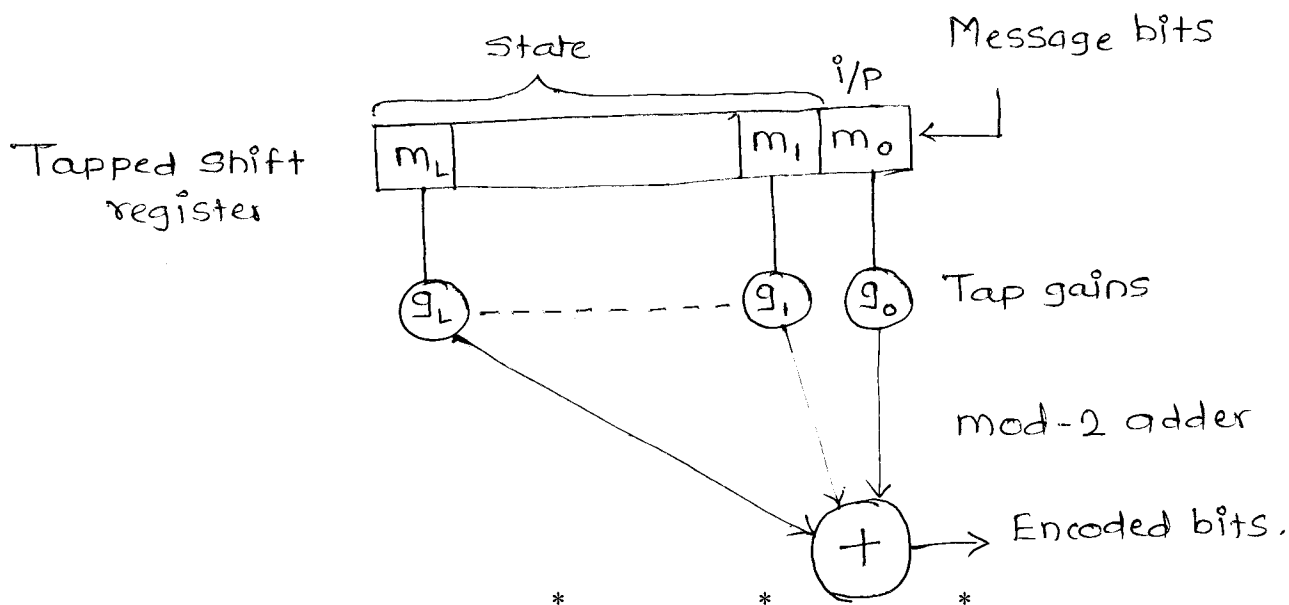 Message bits
State
i/p
m_L m_1 m_0
Tapped shift
register
g_L g_1 g_0 Tap gains
mod-2 adder
+ Encoded bits.
* * *